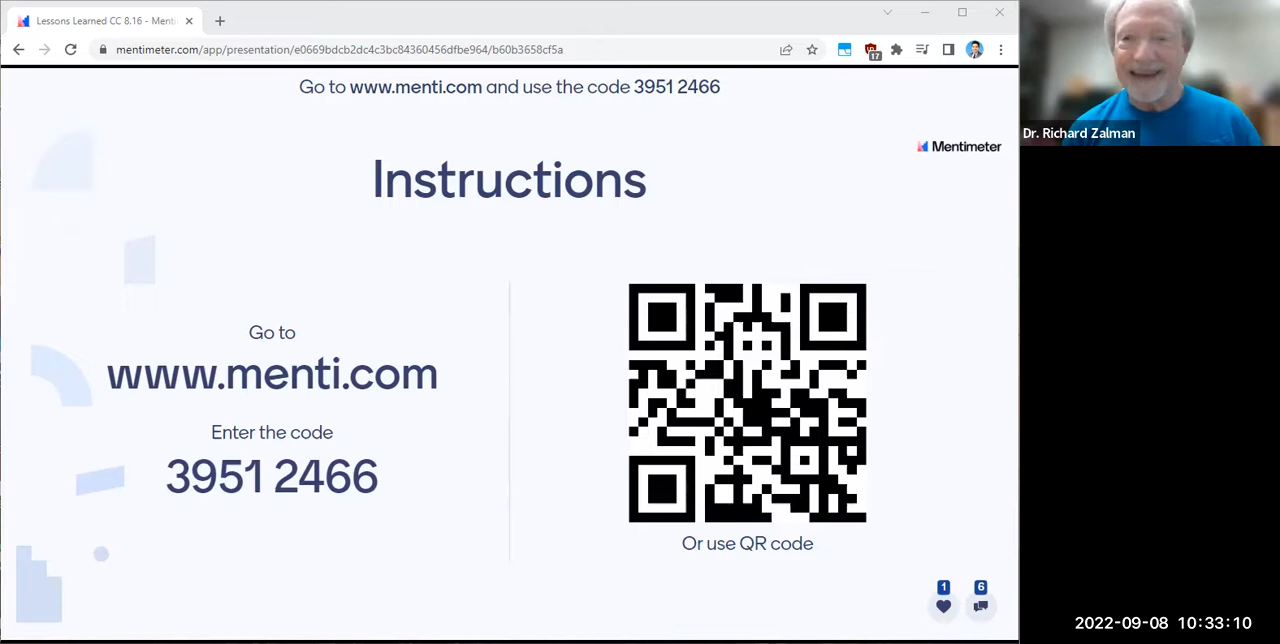 Lessons Learned CC 8.16 - Menti
mentimeter.com/app/presentation/e0669bdcb2dc4c3bc84360456dfbe964/b60b3658cf5a
17
Go to www.menti.com and use the code 3951 2466
Mentimeter
Instructions
Go to
www.menti.com
Enter the code
3951 2466
Or use QR code
1 6
Dr. Richard Zalman
2022-09-08 10:33:10